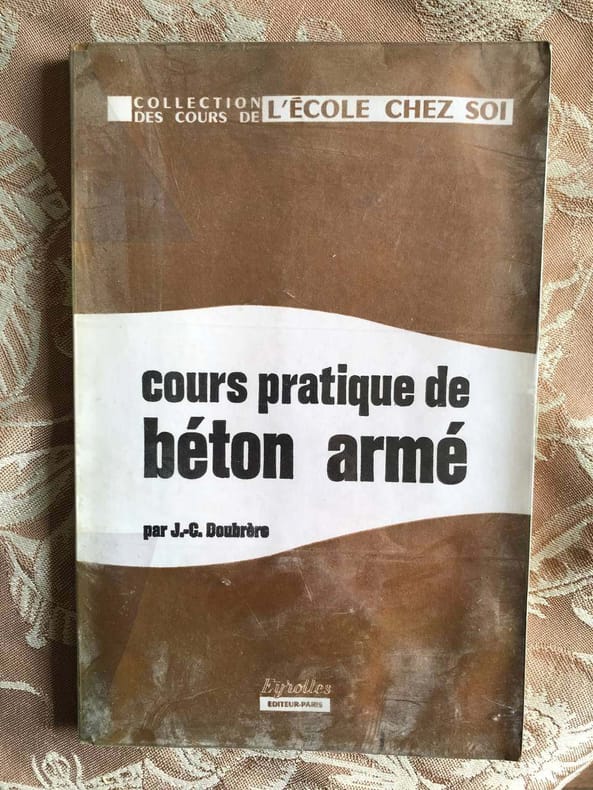 COLLECTION
DES COURS DE L'ÉCOLE CHEZ SOI
cours pratique de
béton armé
par J.-C. Doubrère
Eyrolles
EDITEUR-PARIS